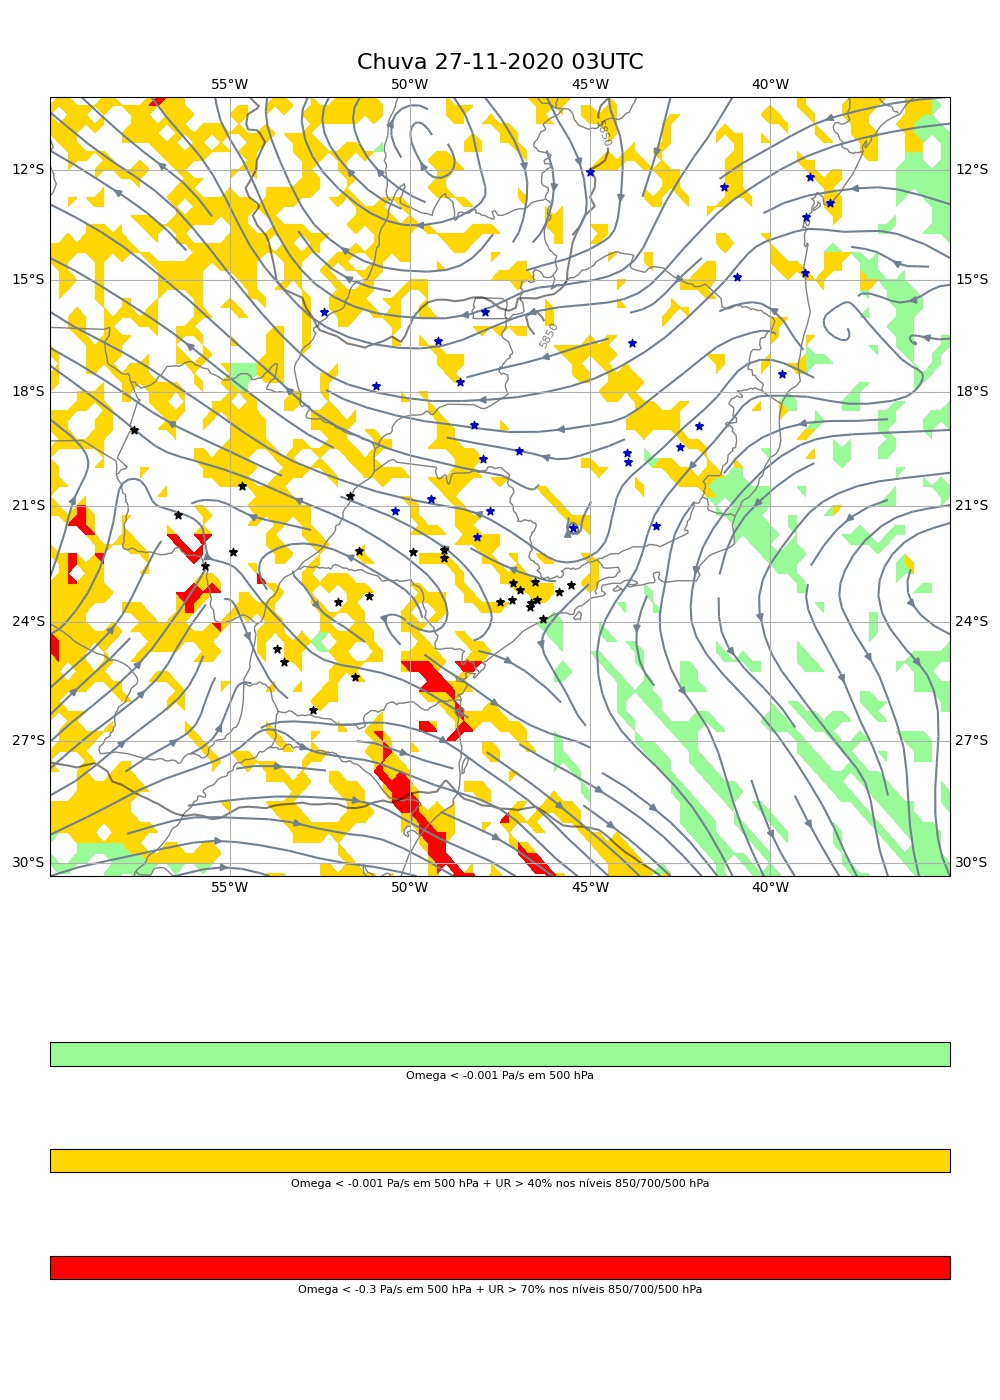 Chuva 27-11-2020 03UTC
55°W 50°W 45°W 40°W
5850
12°S 12°S
15°S 15°S
5850
18°S 18°S
21°S 21°S
24°S 24°S
27°S 27°S
30°S 30°S
55°W 50°W 45°W 40°W
Omega < -0.001 Pa/s em 500 hPa
Omega < -0.001 Pa/s em 500 hPa + UR > 40% nos níveis 850/700/500 hPa
Omega < -0.3 Pa/s em 500 hPa + UR > 70% nos níveis 850/700/500 hPa